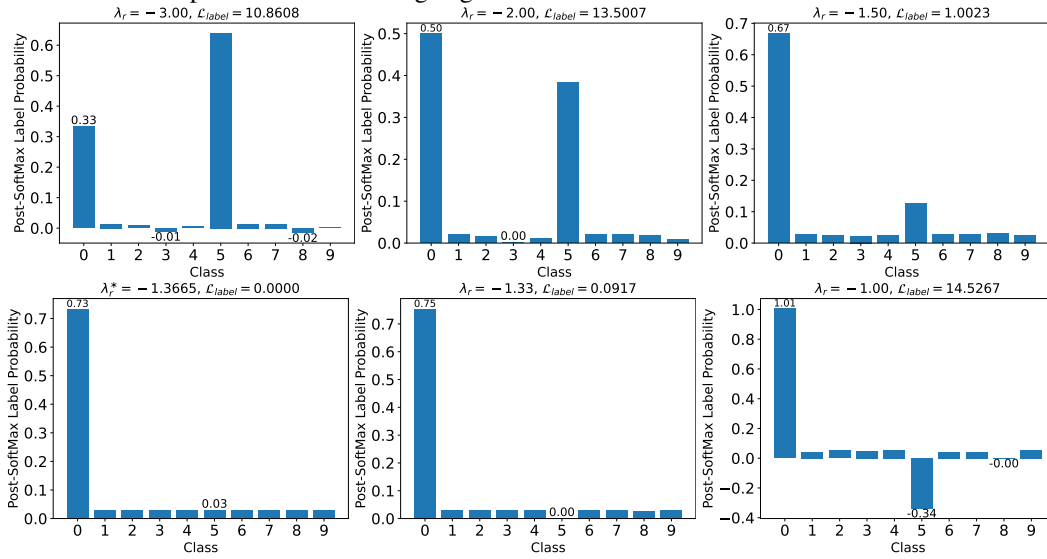 λ_r = −3.00, ℒ_label = 10.8608
Post-SoftMax Label Probability
0.6
0.5
0.4
0.3
0.2
0.1
0.0
0.33
-0.01
-0.02
0 1 2 3 4 5 6 7 8 9
Class
λ_r = −2.00, ℒ_label = 13.5007
Post-SoftMax Label Probability
0.5
0.4
0.3
0.2
0.1
0.0
0.50
0.00
0 1 2 3 4 5 6 7 8 9
Class
λ_r = −1.50, ℒ_label = 1.0023
Post-SoftMax Label Probability
0.7
0.6
0.5
0.4
0.3
0.2
0.1
0.0
0.67
0 1 2 3 4 5 6 7 8 9
Class
λ_r* = −1.3665, ℒ_label = 0.0000
Post-SoftMax Label Probability
0.7
0.6
0.5
0.4
0.3
0.2
0.1
0.0
0.73
0.03
0 1 2 3 4 5 6 7 8 9
Class
λ_r = −1.33, ℒ_label = 0.0917
Post-SoftMax Label Probability
0.7
0.6
0.5
0.4
0.3
0.2
0.1
0.0
0.75
0.00
0 1 2 3 4 5 6 7 8 9
Class
λ_r = −1.00, ℒ_label = 14.5267
Post-SoftMax Label Probability
1.0
0.8
0.6
0.4
0.2
0.0
−0.2
−0.4
1.01
-0.34
-0.00
0 1 2 3 4 5 6 7 8 9
Class